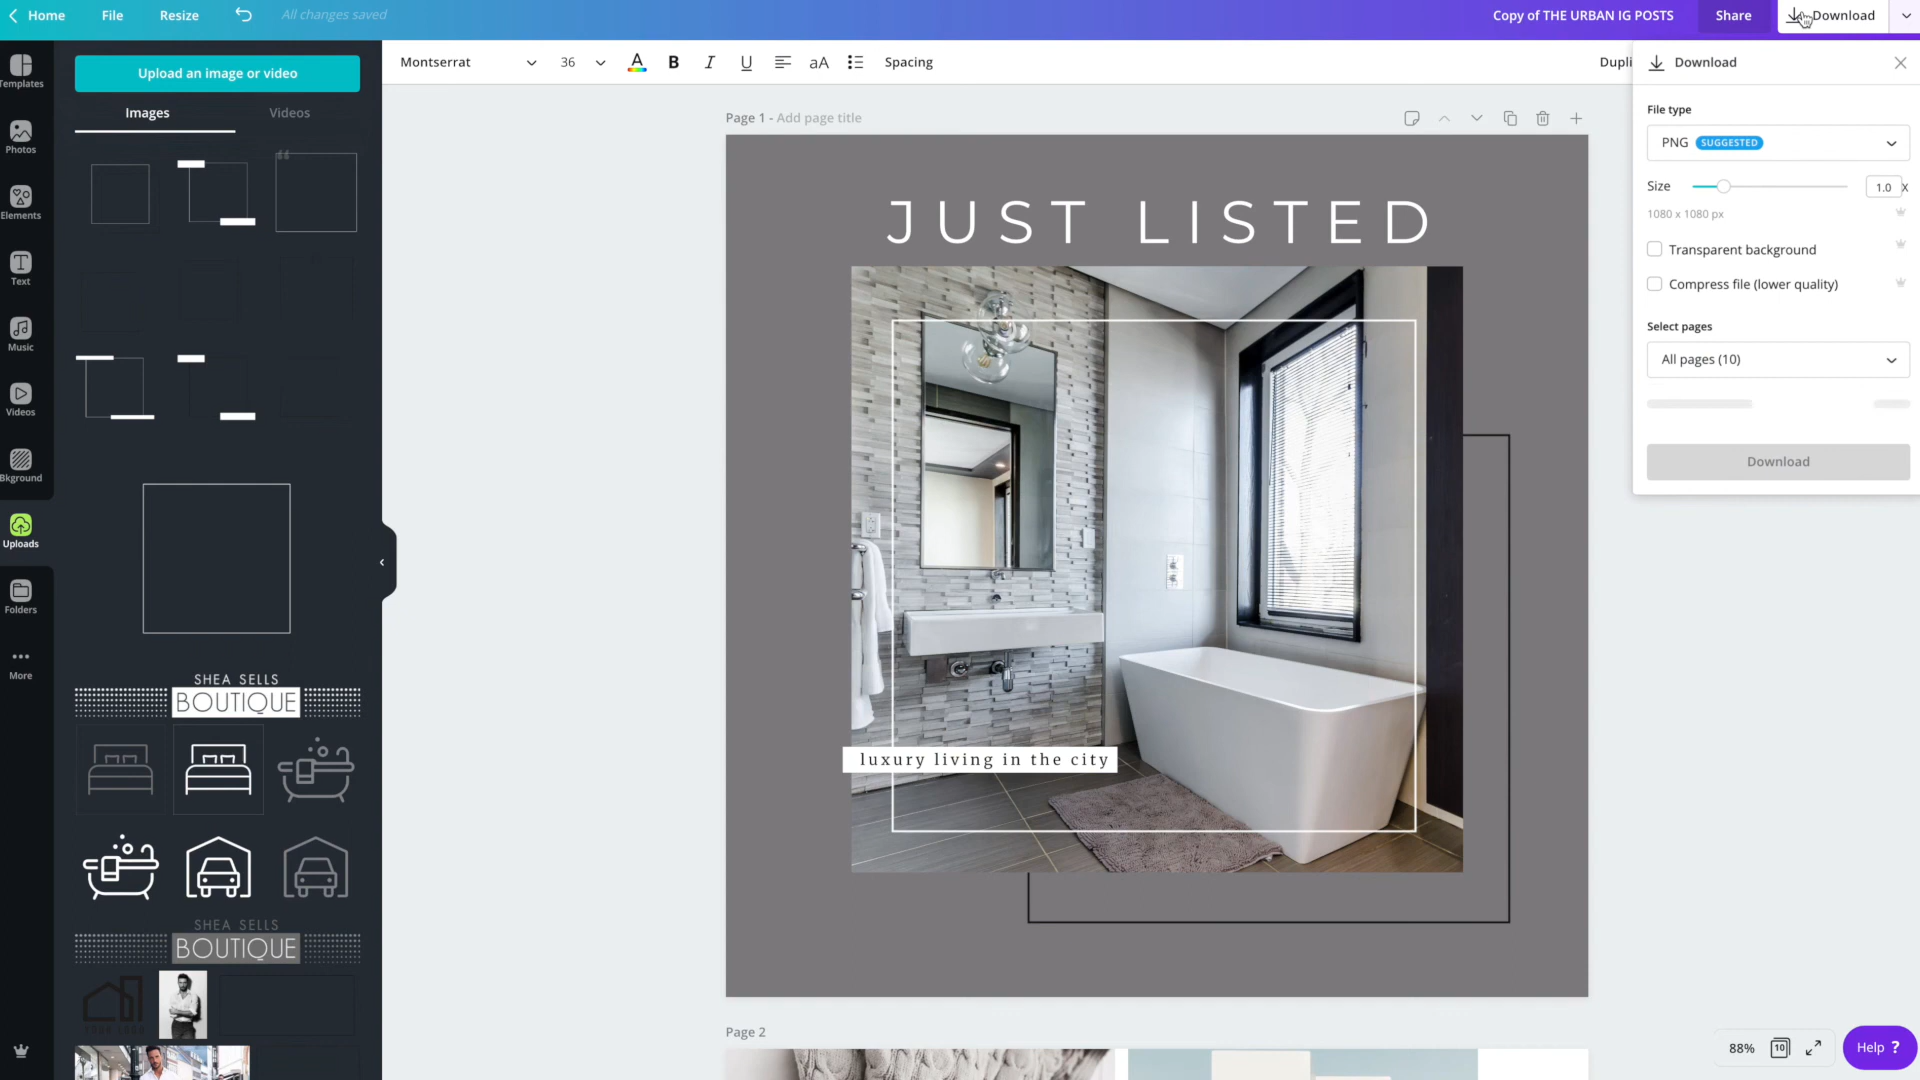 Home File Resize All changes saved Copy of THE URBAN IG POSTS Share Download
Templates
Photos
Elements
Text
Music
Videos
Bkground
Uploads
Folders
More
Upload an image or video
Images Videos
SHEA SELLS
BOUTIQUE
SHEA SELLS
BOUTIQUE
YOUR LOGO
Montserrat 36 A B I U aA Spacing Dupli
Page 1 - Add page title
JUST LISTED
luxury living in the city
Page 2
Download
File type
PNG SUGGESTED
Size 1.0 X
1080 x 1080 px
Transparent background
Compress file (lower quality)
Select pages
All pages (10)
Download
88% 10 Help ?